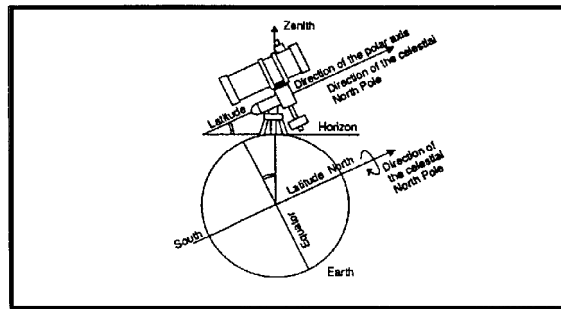 Zenith
Direction of the polar axis
Direction of the celestial
North Pole
Latitude
Horizon
Latitude
North
Direction of
the celestial
North Pole
South
Equator
Earth